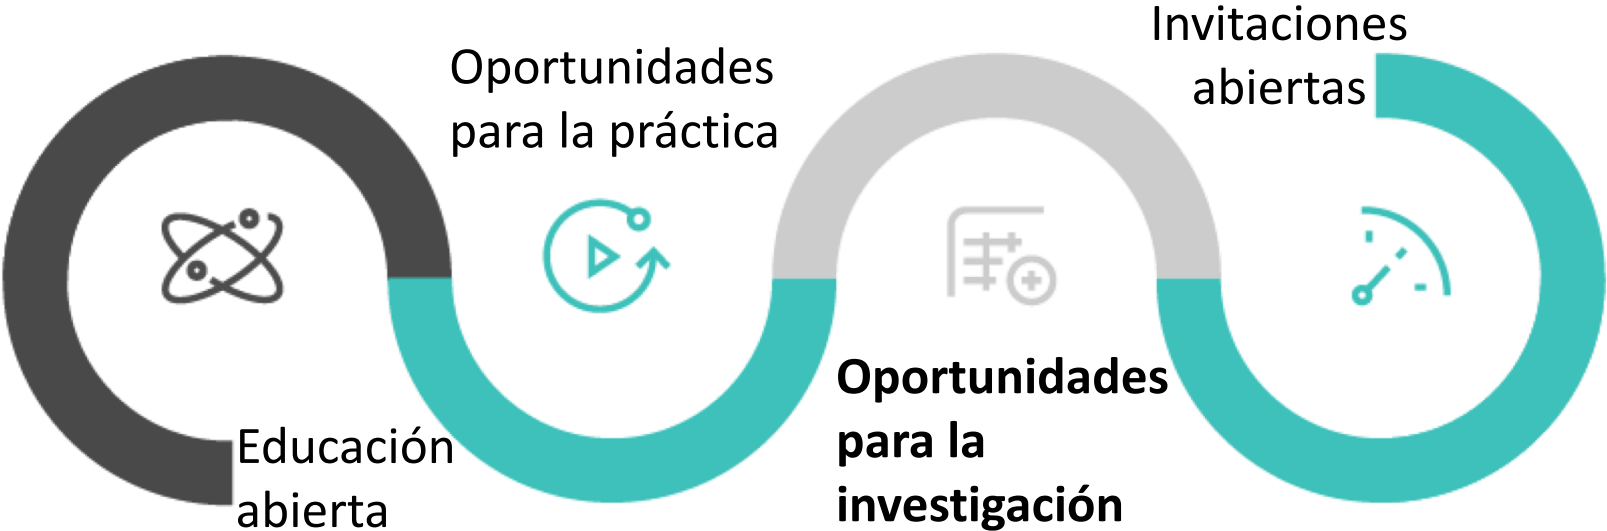 Educación
abierta
Oportunidades
para la práctica
Oportunidades
para la
investigación
Invitaciones
abiertas